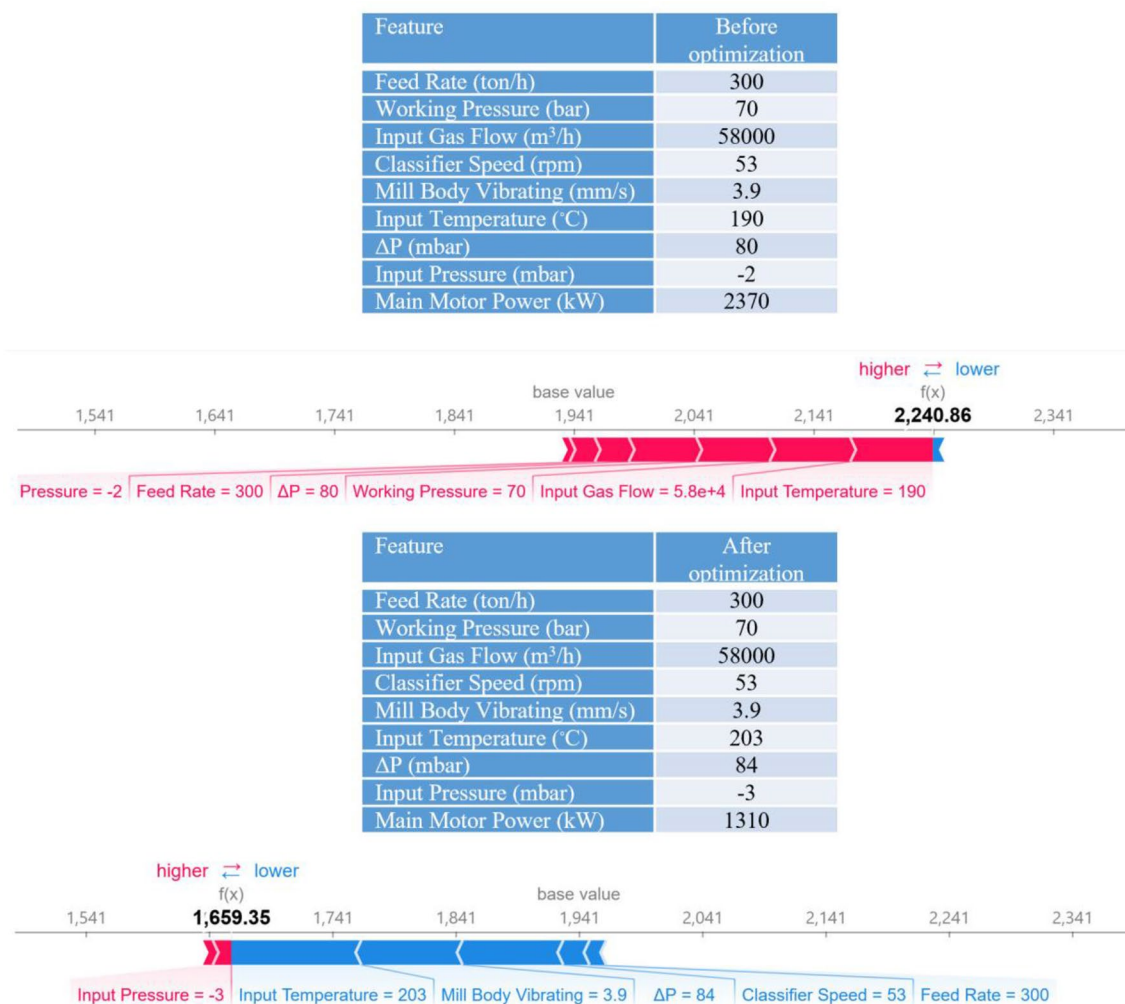 Feature Before
optimization
Feed Rate (ton/h) 300
Working Pressure (bar) 70
Input Gas Flow (m³/h) 58000
Classifier Speed (rpm) 53
Mill Body Vibrating (mm/s) 3.9
Input Temperature (°C) 190
ΔP (mbar) 80
Input Pressure (mbar) -2
Main Motor Power (kW) 2370
higher ⇄ lower
base value f(x)
1,541 1,641 1,741 1,841 1,941 2,041 2,141 2,240.86 2,341
Pressure = -2 Feed Rate = 300 ΔP = 80 Working Pressure = 70 Input Gas Flow = 5.8e+4 Input Temperature = 190
Feature After
optimization
Feed Rate (ton/h) 300
Working Pressure (bar) 70
Input Gas Flow (m³/h) 58000
Classifier Speed (rpm) 53
Mill Body Vibrating (mm/s) 3.9
Input Temperature (°C) 203
ΔP (mbar) 84
Input Pressure (mbar) -3
Main Motor Power (kW) 1310
higher ⇄ lower
f(x) base value
1,541 1,659.35 1,741 1,841 1,941 2,041 2,141 2,241 2,341
Input Pressure = -3 Input Temperature = 203 Mill Body Vibrating = 3.9 ΔP = 84 Classifier Speed = 53 Feed Rate = 300